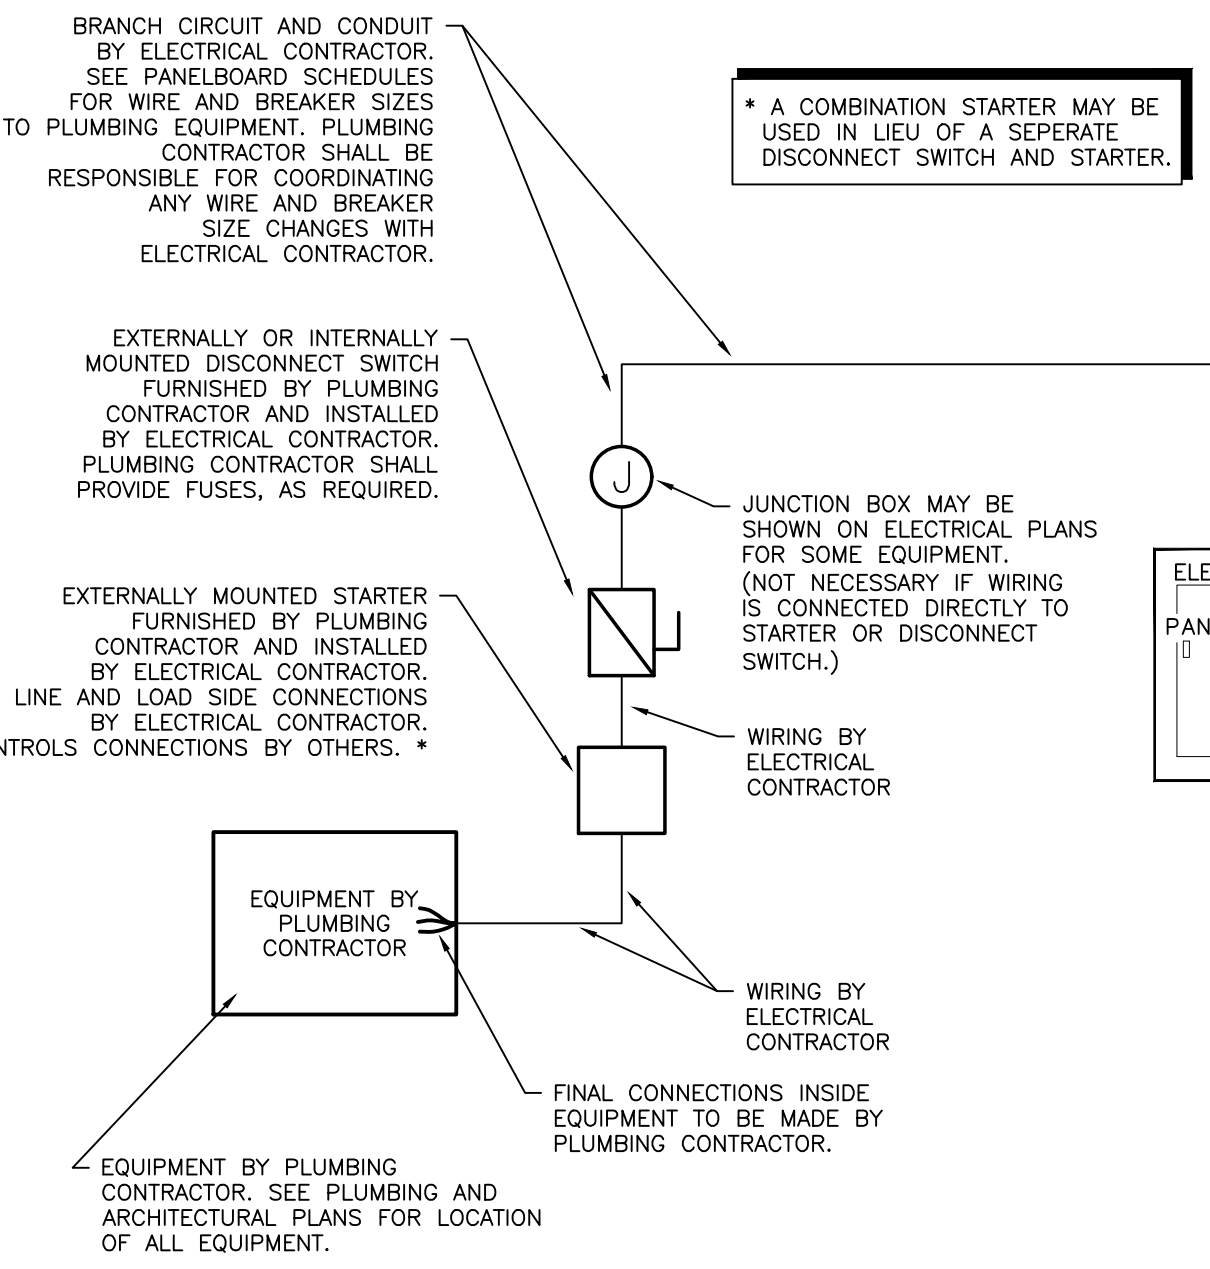 BRANCH CIRCUIT AND CONDUIT
BY ELECTRICAL CONTRACTOR.
SEE PANELBOARD SCHEDULES
FOR WIRE AND BREAKER SIZES
TO PLUMBING EQUIPMENT. PLUMBING
CONTRACTOR SHALL BE
RESPONSIBLE FOR COORDINATING
ANY WIRE AND BREAKER
SIZE CHANGES WITH
ELECTRICAL CONTRACTOR.
* A COMBINATION STARTER MAY BE
USED IN LIEU OF A SEPERATE
DISCONNECT SWITCH AND STARTER.
EXTERNALLY OR INTERNALLY
MOUNTED DISCONNECT SWITCH
FURNISHED BY PLUMBING
CONTRACTOR AND INSTALLED
BY ELECTRICAL CONTRACTOR.
PLUMBING CONTRACTOR SHALL
PROVIDE FUSES, AS REQUIRED.
J
JUNCTION BOX MAY BE
SHOWN ON ELECTRICAL PLANS
FOR SOME EQUIPMENT.
(NOT NECESSARY IF WIRING
IS CONNECTED DIRECTLY TO
STARTER OR DISCONNECT
SWITCH.)
ELE
PAN
EXTERNALLY MOUNTED STARTER
FURNISHED BY PLUMBING
CONTRACTOR AND INSTALLED
BY ELECTRICAL CONTRACTOR.
LINE AND LOAD SIDE CONNECTIONS
BY ELECTRICAL CONTRACTOR.
NTROLS CONNECTIONS BY OTHERS. *
WIRING BY
ELECTRICAL
CONTRACTOR
EQUIPMENT BY
PLUMBING
CONTRACTOR
WIRING BY
ELECTRICAL
CONTRACTOR
FINAL CONNECTIONS INSIDE
EQUIPMENT TO BE MADE BY
PLUMBING CONTRACTOR.
EQUIPMENT BY PLUMBING
CONTRACTOR. SEE PLUMBING AND
ARCHITECTURAL PLANS FOR LOCATION
OF ALL EQUIPMENT.